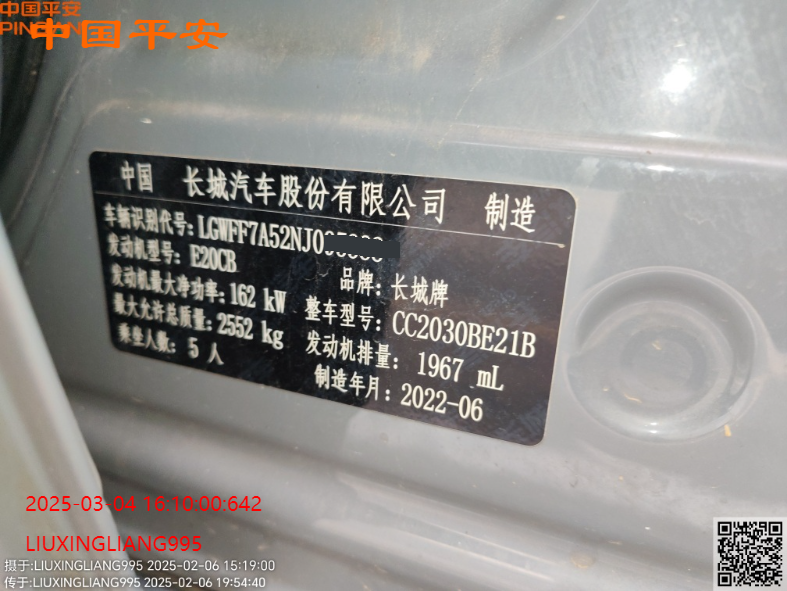 中国平安
中国平安
中国 长城汽车股份有限公司 制造
车辆识别代号:LGWFF7A52NJ0
发动机型号:E20CB 品牌:长城牌
发动机最大净功率:162 kW 整车型号:CC2030BE21B
最大允许总质量:2552 kg 发动机排量: 1967 mL
乘坐人数: 5 人 制造年月:2022-06
2025-03-04 16:10:00:642
LIUXINGLIANG995
摄于:LIUXINGLIANG995 2025-02-06 15:19:00
传于:LIUXINGLIANG995 2025-02-06 19:54:40